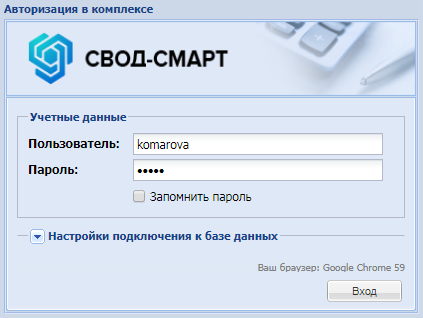 Авторизация в комплексе
СВОД-СМАРТ
Учетные данные
Пользователь: komarova
Пароль: •••••
Запомнить пароль
Настройки подключения к базе данных
Ваш браузер: Google Chrome 59
Вход